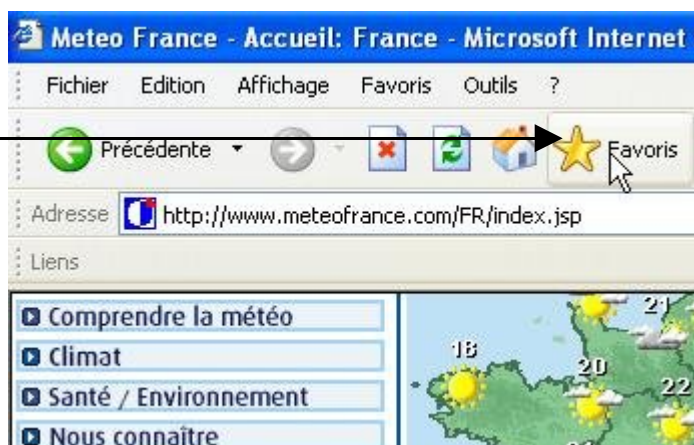 Meteo France - Accueil: France - Microsoft Internet
Fichier Edition Affichage Favoris Outils ?
Précédente Favoris
Adresse http://www.meteofrance.com/FR/index.jsp
Liens
Comprendre la météo
21
Climat
18
20
Santé / Environnement
22
Nous connaître